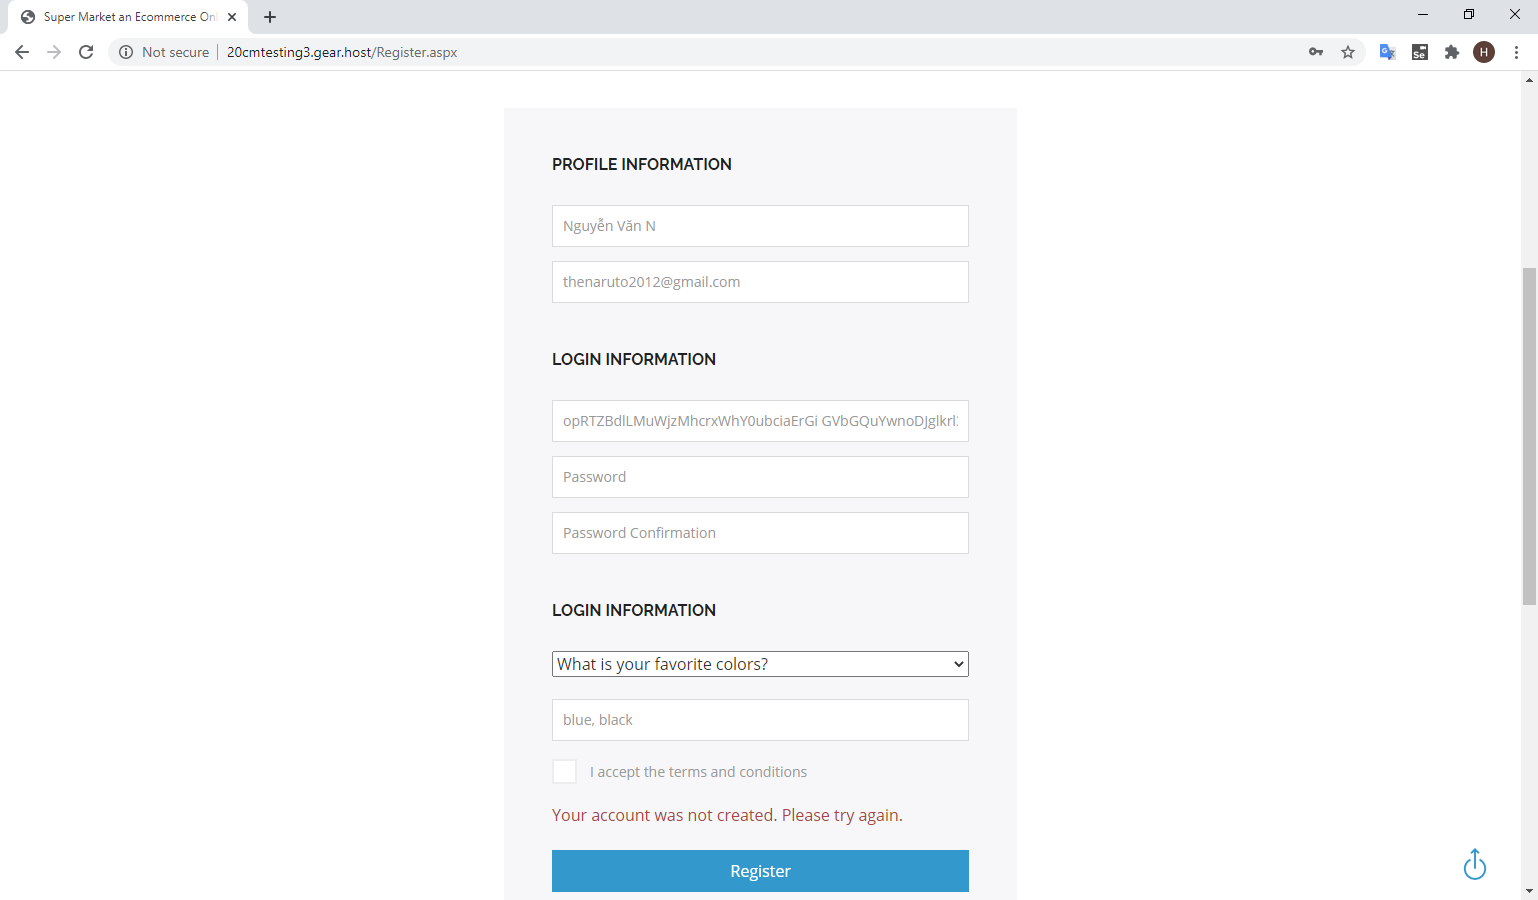 Super Market an Ecommerce Onl
Not secure
20cmtesting3.gear.host/Register.aspx
Se
H
PROFILE INFORMATION
Nguyễn Văn N
thenaruto2012@gmail.com
LOGIN INFORMATION
opRTZBdlLMuWjzMhcrxWhY0ubciaErGi GVbGQuYwnoDJglkrl
Password
Password Confirmation
LOGIN INFORMATION
What is your favorite colors?
blue, black
I accept the terms and conditions
Your account was not created. Please try again.
Register